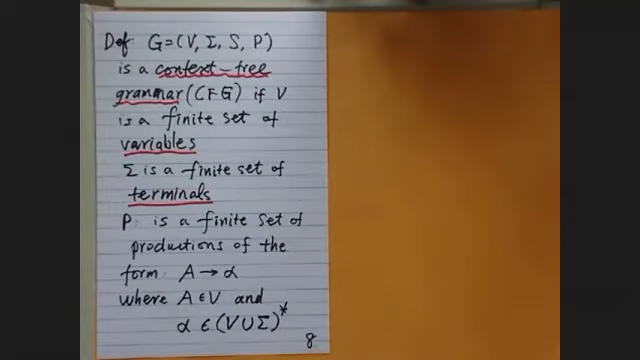 Def: G=(V, Σ, S, P)
is a context-free
grammar (CFG) if V
is a finite set of
variables
Σ is a finite set of
terminals
P is a finite set of
productions of the
form A → α
where A ∈ V and
α ∈ (V ∪ Σ)*
8